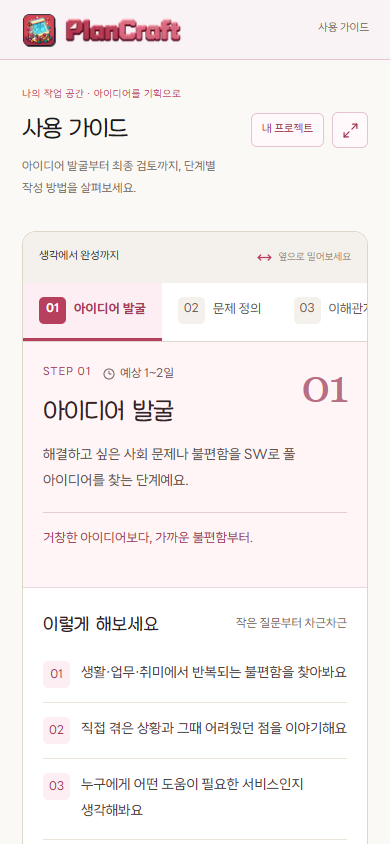 PlanCraft
사용 가이드
나의 작업 공간 · 아이디어를 기획으로
사용 가이드
내 프로젝트
아이디어 발굴부터 최종 검토까지, 단계별
작성 방법을 살펴보세요.
생각에서 완성까지
옆으로 밀어보세요
01 아이디어 발굴
02 문제 정의
03 이해관
STEP 01 예상 1~2일
01
아이디어 발굴
해결하고 싶은 사회 문제나 불편함을 SW로 풀
아이디어를 찾는 단계예요.
거창한 아이디어보다, 가까운 불편함부터.
이렇게 해보세요
작은 질문부터 차근차근
01 생활·업무·취미에서 반복되는 불편함을 찾아봐요
02 직접 겪은 상황과 그때 어려웠던 점을 이야기해요
03 누구에게 어떤 도움이 필요한 서비스인지
생각해봐요